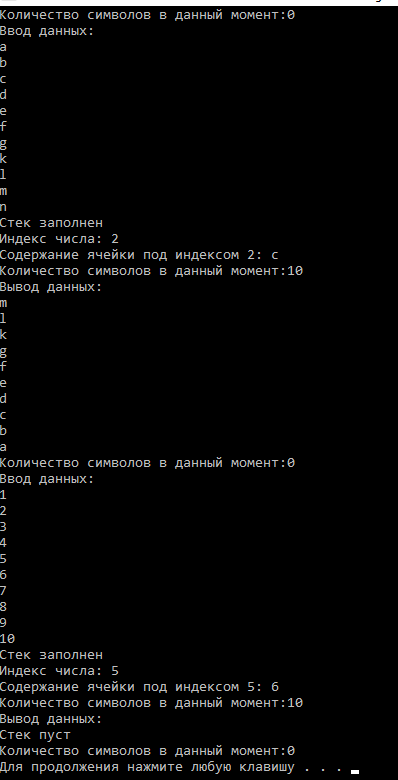 Количество символов в данный момент:0
Ввод данных:
a
b
c
d
e
f
g
k
l
m
n
Стек заполнен
Индекс числа: 2
Содержание ячейки под индексом 2: c
Количество символов в данный момент:10
Вывод данных:
m
l
k
g
f
e
d
c
b
a
Количество символов в данный момент:0
Ввод данных:
1
2
3
4
5
6
7
8
9
10
Стек заполнен
Индекс числа: 5
Содержание ячейки под индексом 5: 6
Количество символов в данный момент:10
Вывод данных:
Стек пуст
Количество символов в данный момент:0
Для продолжения нажмите любую клавишу . . .